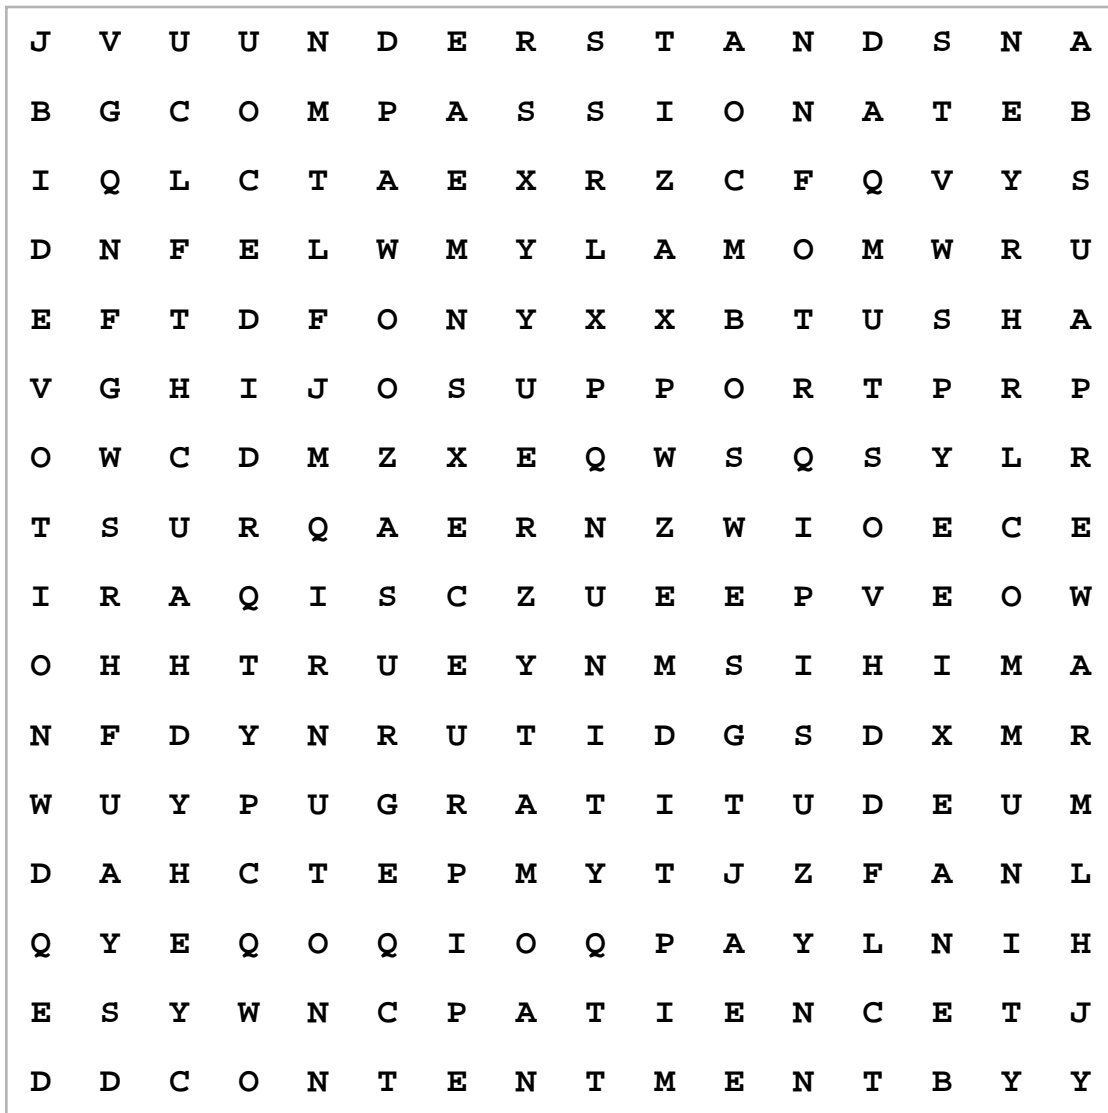 J V U U N D E R S T A N D S N A
B G C O M P A S S I O N A T E B
I Q L C T A E X R Z C F Q V Y S
D N F E L W M Y L A M O M W R U
E F T D F O N Y X X B T U S H A
V G H I J O S U P P O R T P R P
O W C D M Z X E Q W S Q S Y L R
T S U R Q A E R N Z W I O E C E
I R A Q I S C Z U E E P V E O W
O H H T R U E Y N M S I H I M A
N F D Y N R U T I D G S D X M R
W U Y P U G R A T I T U D E U M
D A H C T E P M Y T J Z F A N L
Q Y E Q O Q I O Q P A Y L N I H
E S Y W N C P A T I E N C E T J
D D C O N T E N T M E N T B Y Y